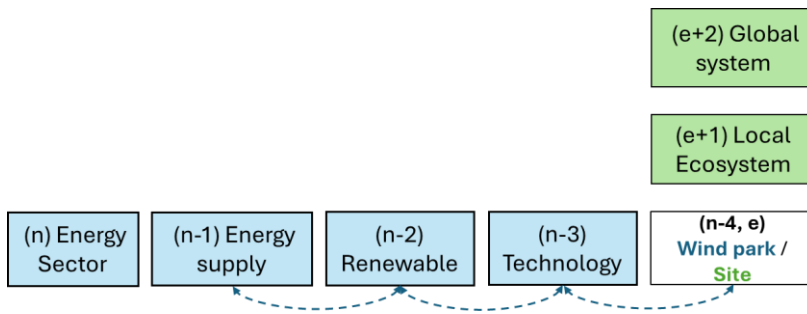 (e+2) Global
system
(e+1) Local
Ecosystem
(n) Energy
Sector
(n-1) Energy
supply
(n-2)
Renewable
(n-3)
Technology
(n-4, e)
Wind park /
Site